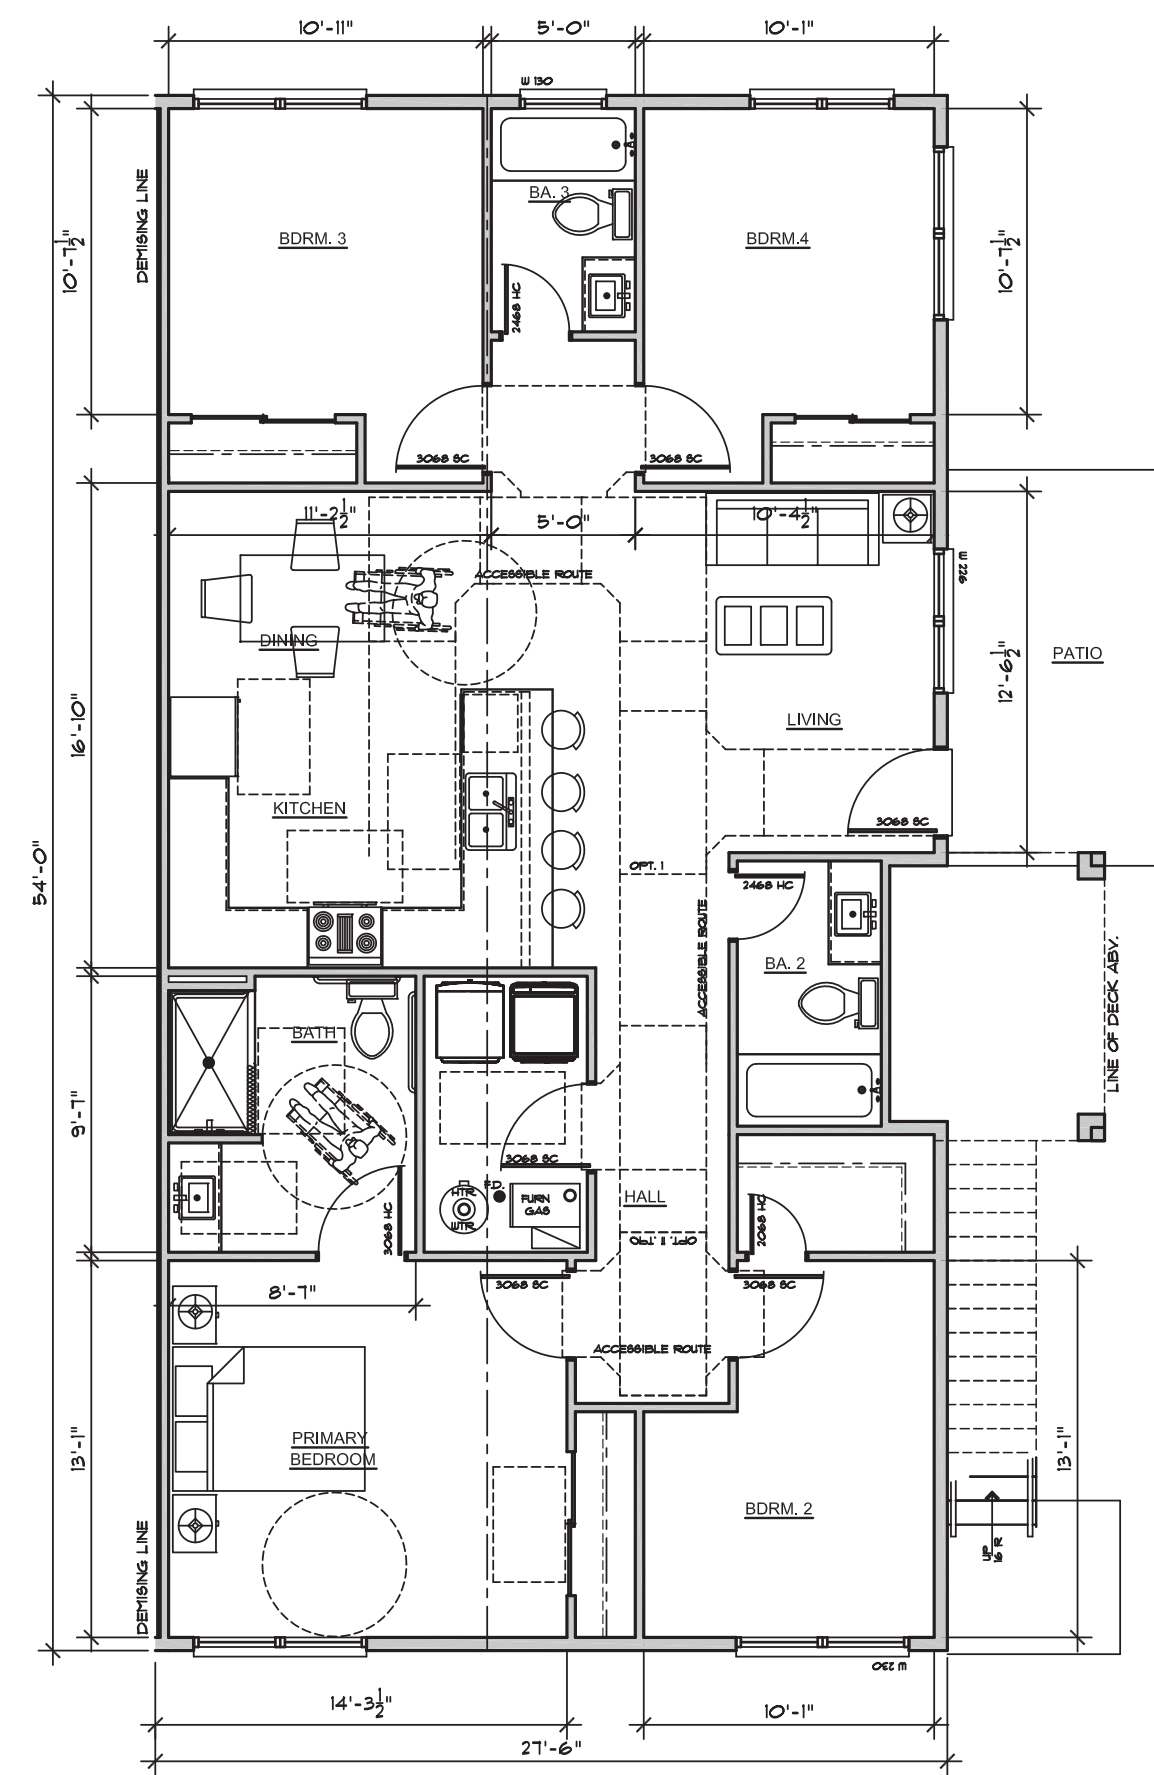 10'-11"
5'-0"
10'-1"
W 130
DEMISING LINE
10'-7 1/2"
BA. 3
BDRM. 3
BDRM.4
10'-7 1/2"
2468 HC
3068 SC
3068 SC
11'-2 1/2"
5'-0"
10'-4 1/2"
ACCESSIBLE ROUTE
W 226
DINING
12'-6 1/2"
PATIO
16'-10"
LIVING
KITCHEN
3068 SC
54'-0"
OPT. 1
2468 HC
ACCESSIBLE ROUTE
BA. 2
LINE OF DECK ABV.
BATH
9'-7"
3068 SC
F.D.
HTR.
WTR.
FURN
GAS
HALL
2068 HC
3068 HC
OPT. 11 .T.TO
3068 SC
3068 SC
8'-7"
ACCESSIBLE ROUTE
PRIMARY
BEDROOM
13'-1"
13'-1"
BDRM. 2
UP
16 R
DEMISING LINE
W 230
14'-3 1/2"
10'-1"
27'-6"